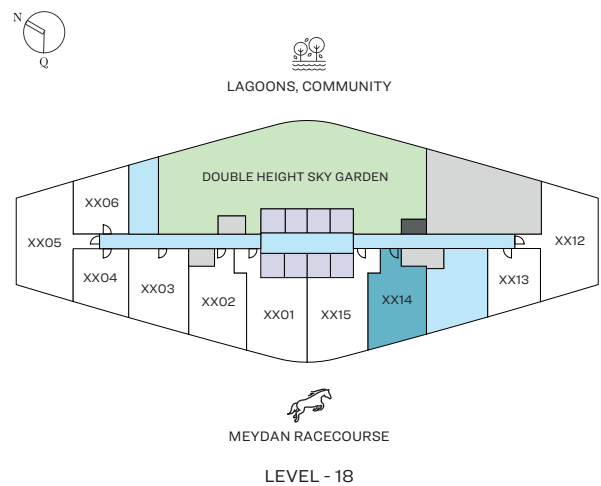 N
Q
LAGOONS, COMMUNITY
DOUBLE HEIGHT SKY GARDEN
XX06
XX05
XX12
XX04
XX03
XX02
XX01
XX15
XX14
XX13
MEYDAN RACECOURSE
LEVEL - 18